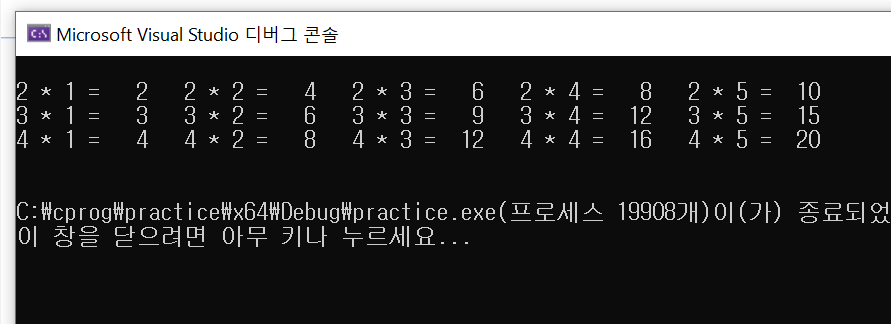 Microsoft Visual Studio 디버그 콘솔
2 * 1 =   2   2 * 2 =   4   2 * 3 =   6   2 * 4 =   8   2 * 5 =  10
3 * 1 =   3   3 * 2 =   6   3 * 3 =   9   3 * 4 =  12   3 * 5 =  15
4 * 1 =   4   4 * 2 =   8   4 * 3 =  12   4 * 4 =  16   4 * 5 =  20
C:₩cprog₩practice₩x64₩Debug₩practice.exe(프로세스 19908개)이(가) 종료되었
이 창을 닫으려면 아무 키나 누르세요...